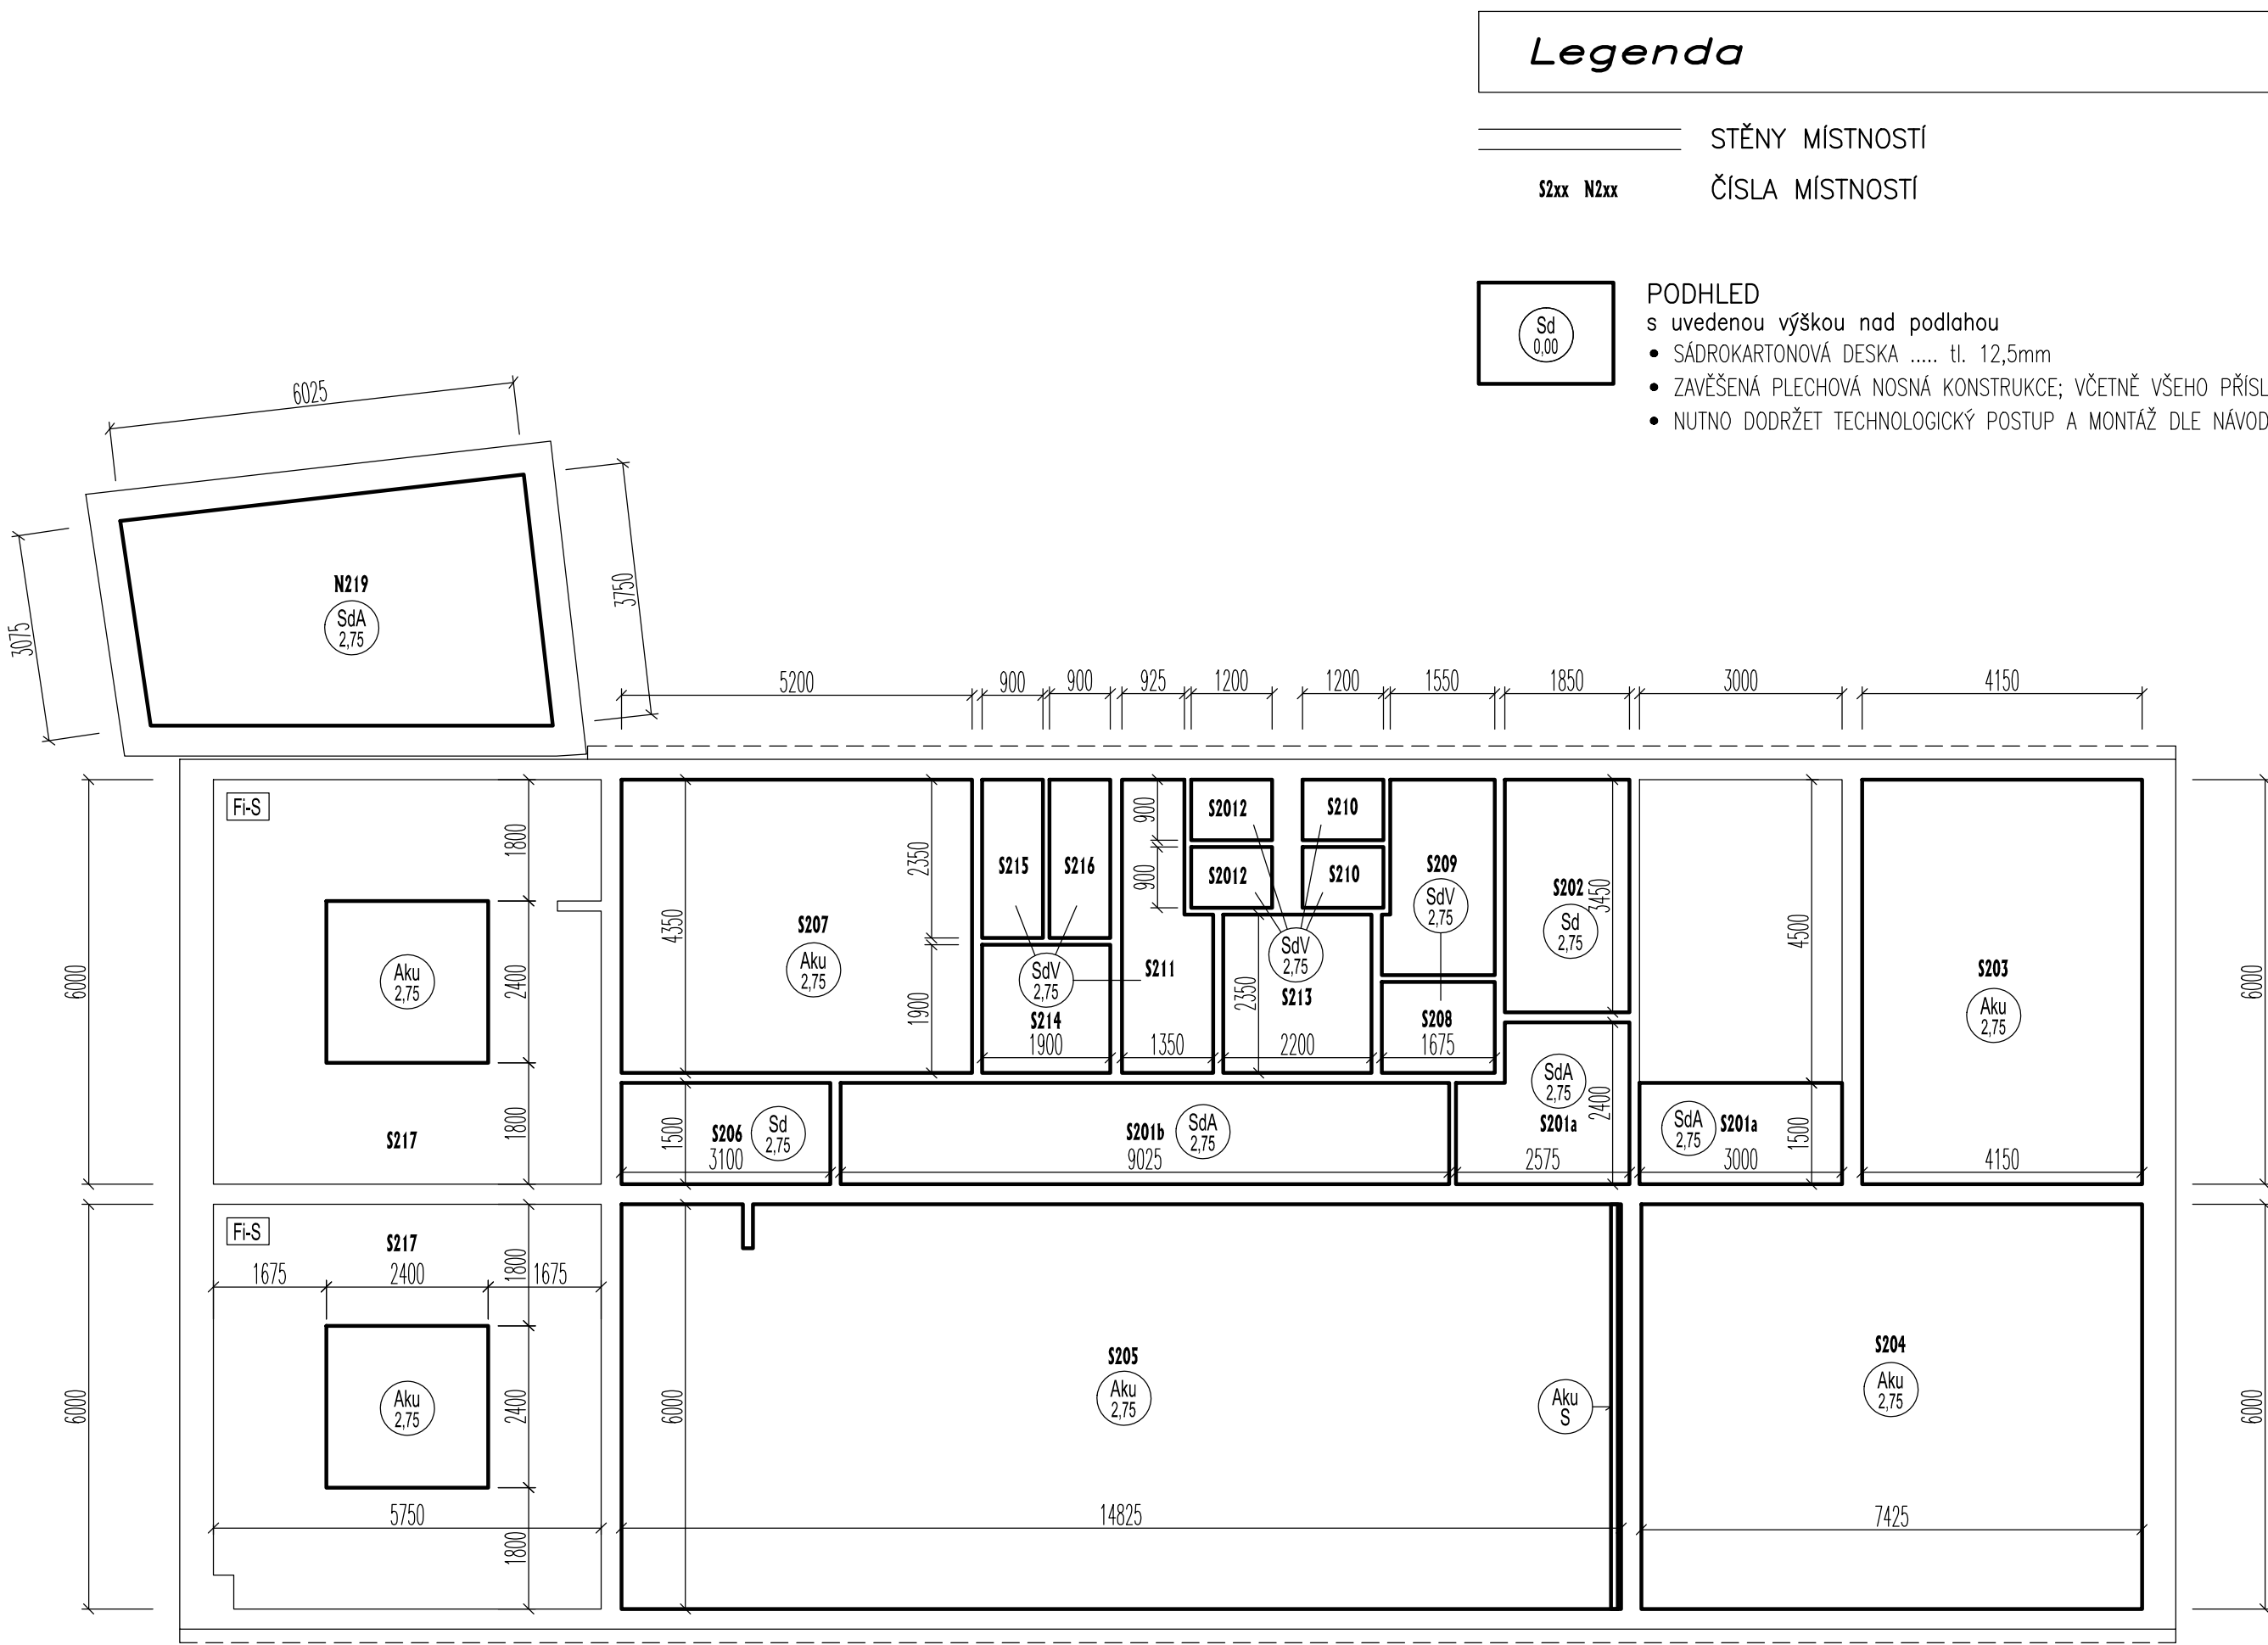 Legenda
STĚNY MÍSTNOSTÍ
S2xx N2xx
ČÍSLA MÍSTNOSTÍ
PODHLED
s uvedenou výškou nad podlahou
Sd
0,00
• SÁDROKARTONOVÁ DESKA ..... tl. 12,5mm
• ZAVĚŠENÁ PLECHOVÁ NOSNÁ KONSTRUKCE; VČETNĚ VŠEHO PŘÍSL
• NUTNO DODRŽET TECHNOLOGICKÝ POSTUP A MONTÁŽ DLE NÁVOD
6025
3750
3075
N219
SdA
2,75
5200
900
900
925
1200
1200
1550
1850
3000
4150
Fi-S
1800
2400
1800
6000
Aku
2,75
S217
4350
S207
Aku
2,75
2350
1900
S215
S216
SdV
2,75
S214
1900
900
900
S211
1350
S2012
S2012
S210
S210
SdV
2,75
S213
2350
2200
S209
SdV
2,75
S208
1675
S202
3450
Sd
2,75
SdA
2,75
2400
S201a
2575
4500
SdA
2,75
S201a
1500
3000
S203
Aku
2,75
4150
6000
1500
S206
Sd
2,75
3100
S201b
SdA
2,75
9025
Fi-S
S217
1675
2400
1675
1800
2400
1800
6000
Aku
2,75
5750
6000
S205
Aku
2,75
Aku
S
14825
S204
Aku
2,75
7425
6000